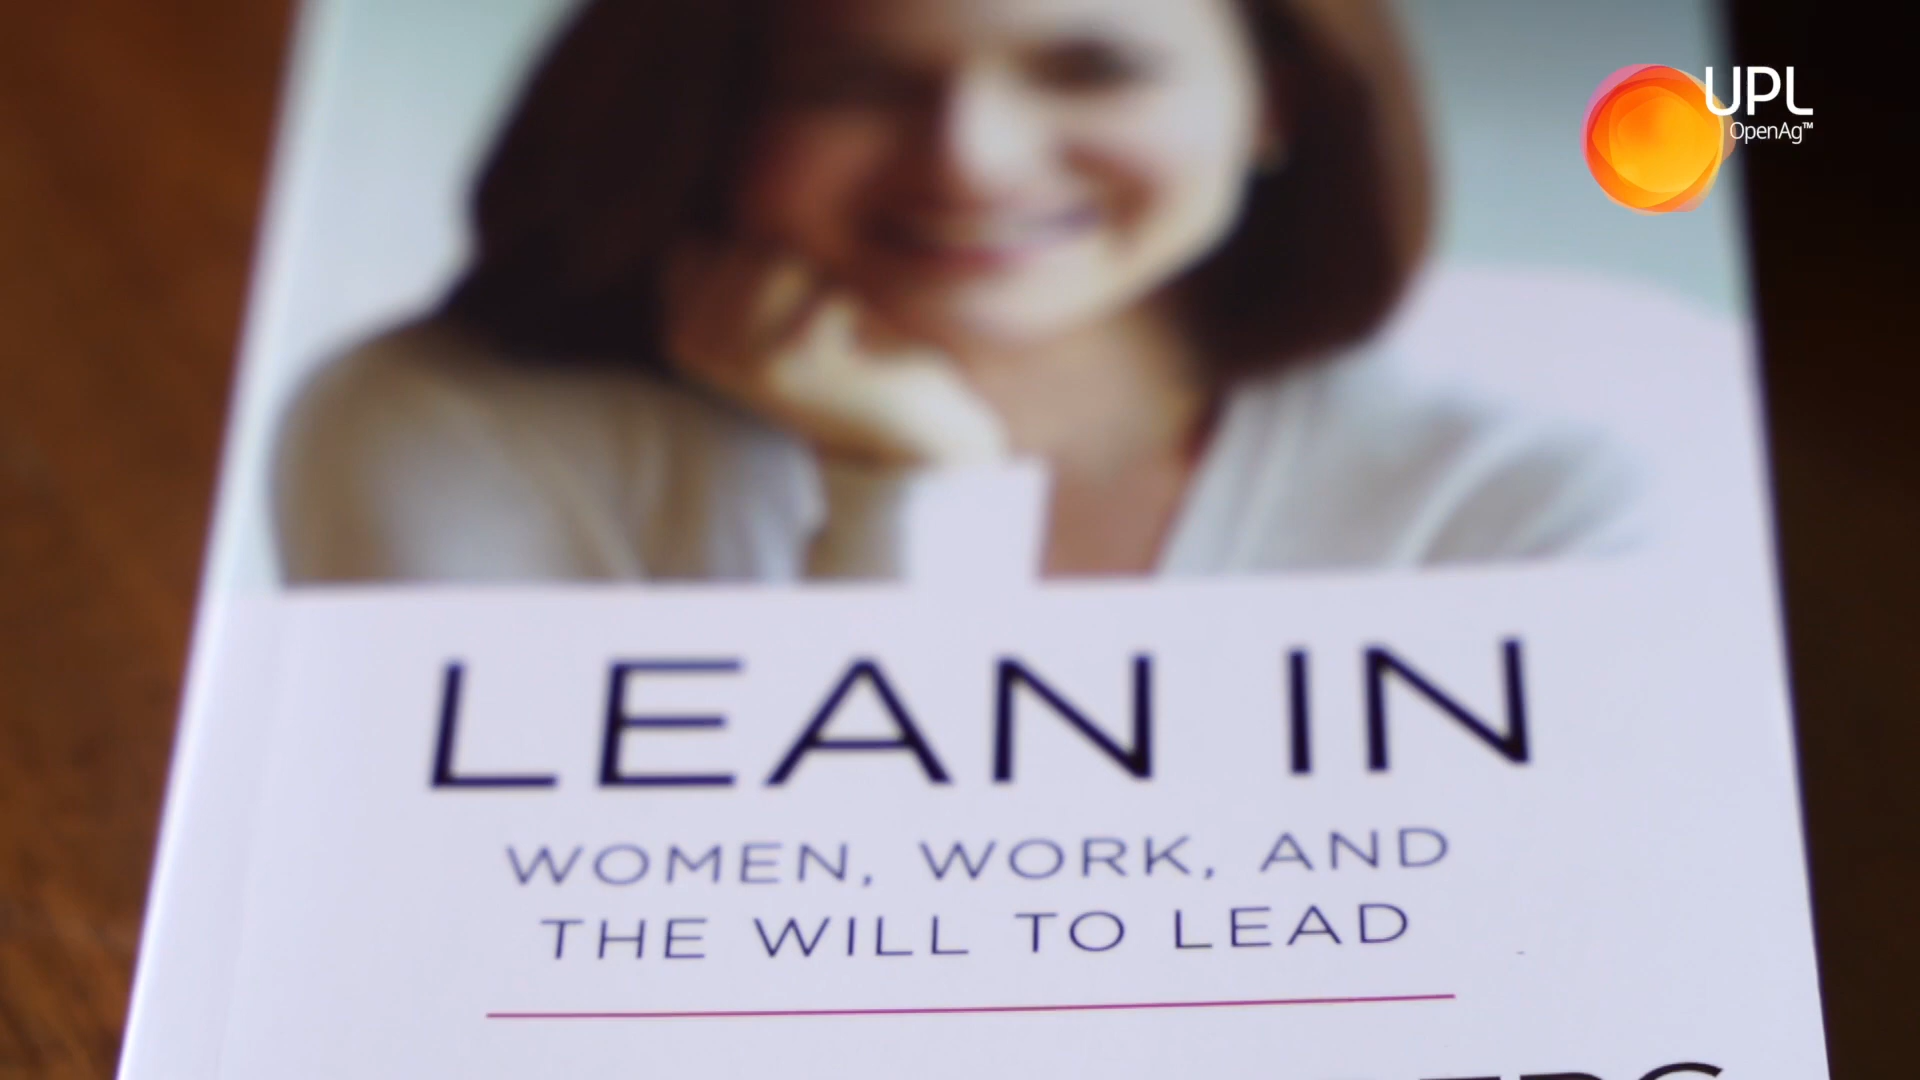 UPL
OpenAg™
LEAN IN
WOMEN, WORK, AND
THE WILL TO LEAD